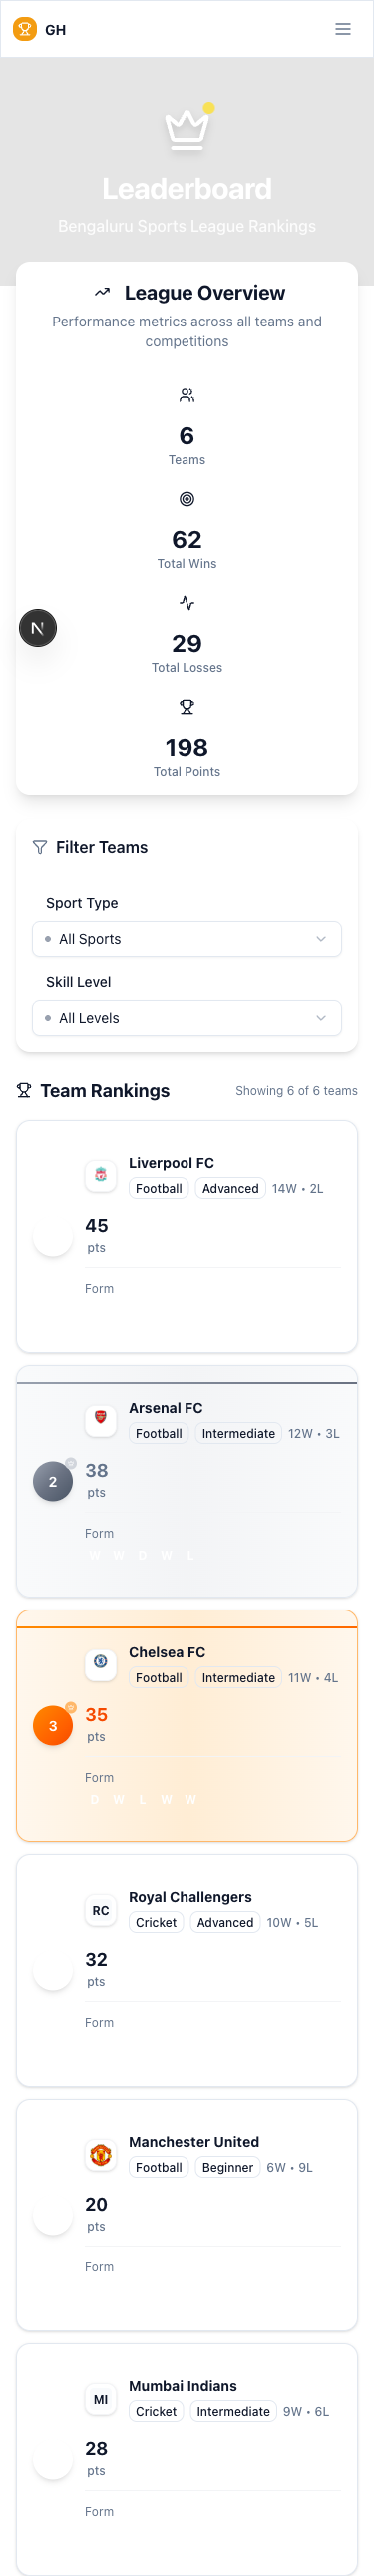 GH
Leaderboard
Bengaluru Sports League Rankings
League Overview
Performance metrics across all teams and
competitions
6
Teams
62
Total Wins
N
29
Total Losses
198
Total Points
Filter Teams
Sport Type
All Sports
Skill Level
All Levels
Team Rankings
Showing 6 of 6 teams
Liverpool FC
Football Advanced 14W • 2L
45
pts
Form
Arsenal FC
Football Intermediate 12W • 3L
2
38
pts
Form
W W D W L
Chelsea FC
Football Intermediate 11W • 4L
3
35
pts
Form
D W L W W
RC
Royal Challengers
Cricket Advanced 10W • 5L
32
pts
Form
Manchester United
Football Beginner 6W • 9L
20
pts
Form
MI
Mumbai Indians
Cricket Intermediate 9W • 6L
28
pts
Form